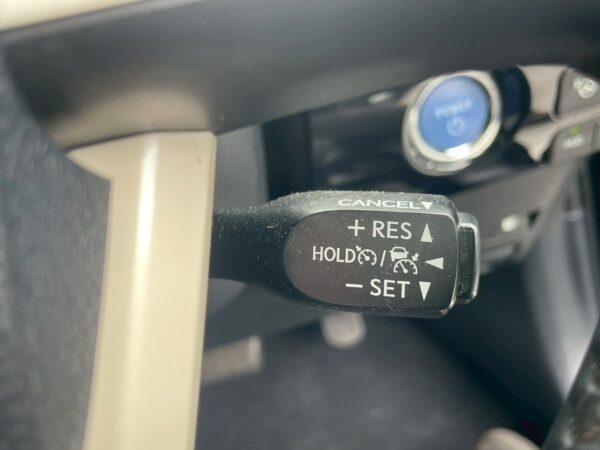 POWER
CANCEL▼
+ RES ▲
HOLD / ◀
− SET ▼